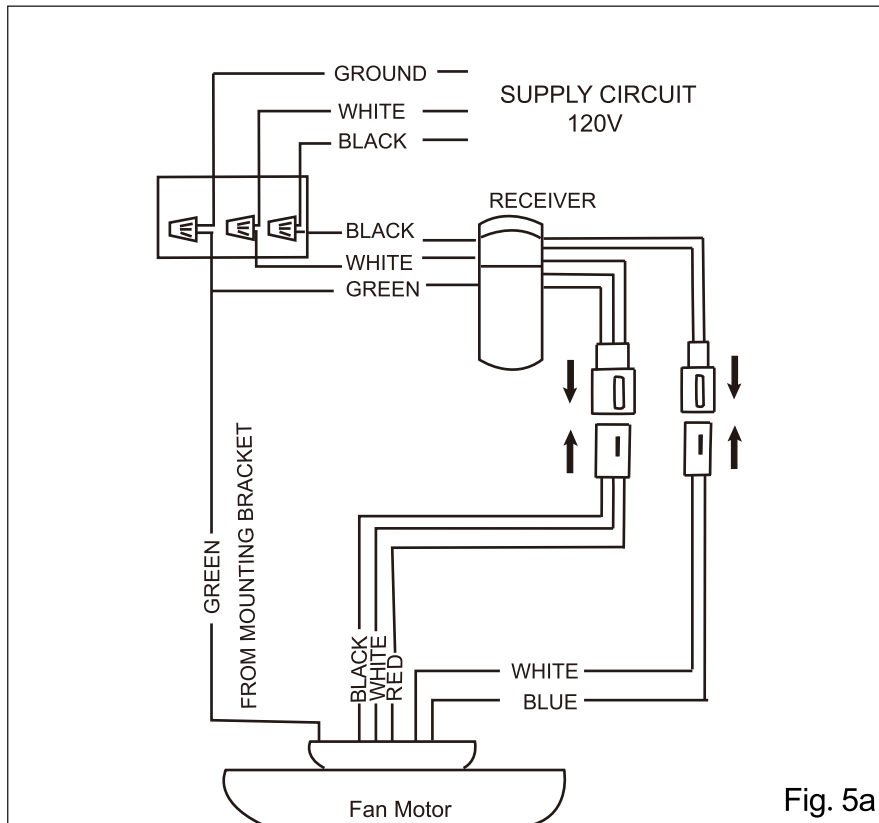 GROUND
WHITE
BLACK
SUPPLY CIRCUIT
120V
RECEIVER
BLACK
WHITE
GREEN
GREEN
FROM MOUNTING BRACKET
BLACK
WHITE
RED
WHITE
BLUE
Fan Motor
Fig. 5a